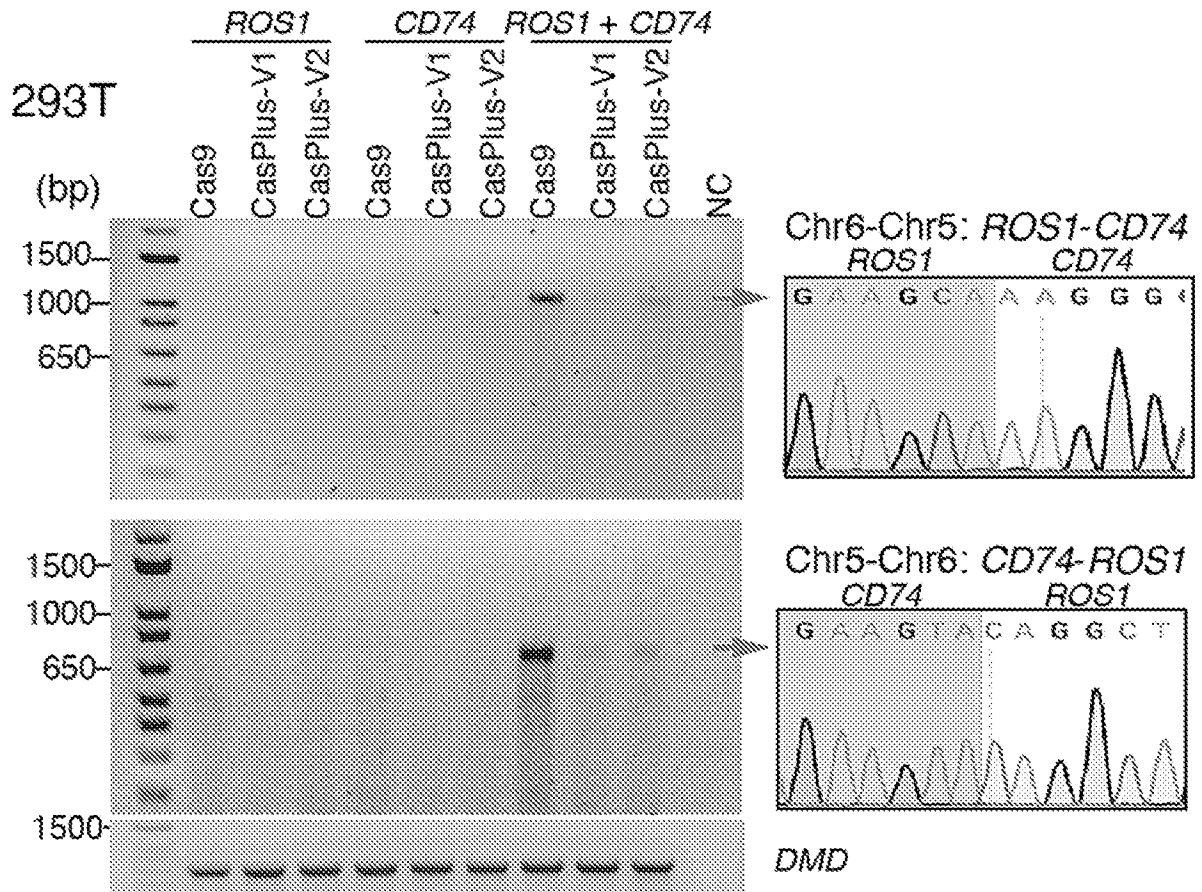 ROS1 CD74 ROS1 + CD74
293T
(bp)
Cas9 CasPlus-V1 CasPlus-V2 Cas9 CasPlus-V1 CasPlus-V2 Cas9 CasPlus-V1 CasPlus-V2 NC
1500
1000
650
Chr6-Chr5: ROS1-CD74
ROS1 CD74
G A A G C A A A G G G
1500
1000
650
Chr5-Chr6: CD74-ROS1
CD74 ROS1
G A A G T A C A G G C T
1500
DMD